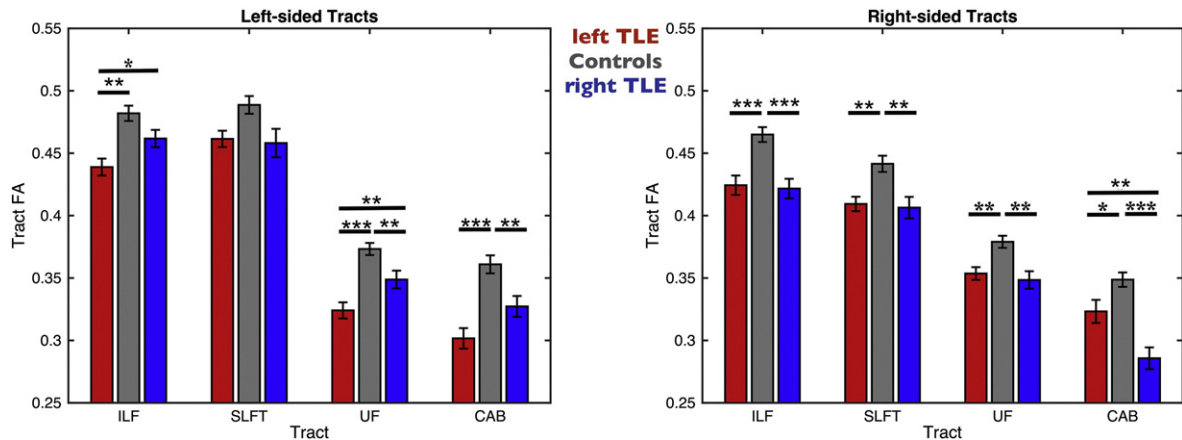 Left-sided Tracts
0.55
0.5
0.45
0.4
0.35
0.3
0.25
Tract FA
*
**
**
*** **
*** **
ILF SLFT UF CAB
Tract
left TLE
Controls
right TLE
Right-sided Tracts
0.55
0.5
0.45
0.4
0.35
0.3
0.25
Tract FA
*** ***
** **
** **
**
* ***
ILF SLFT UF CAB
Tract